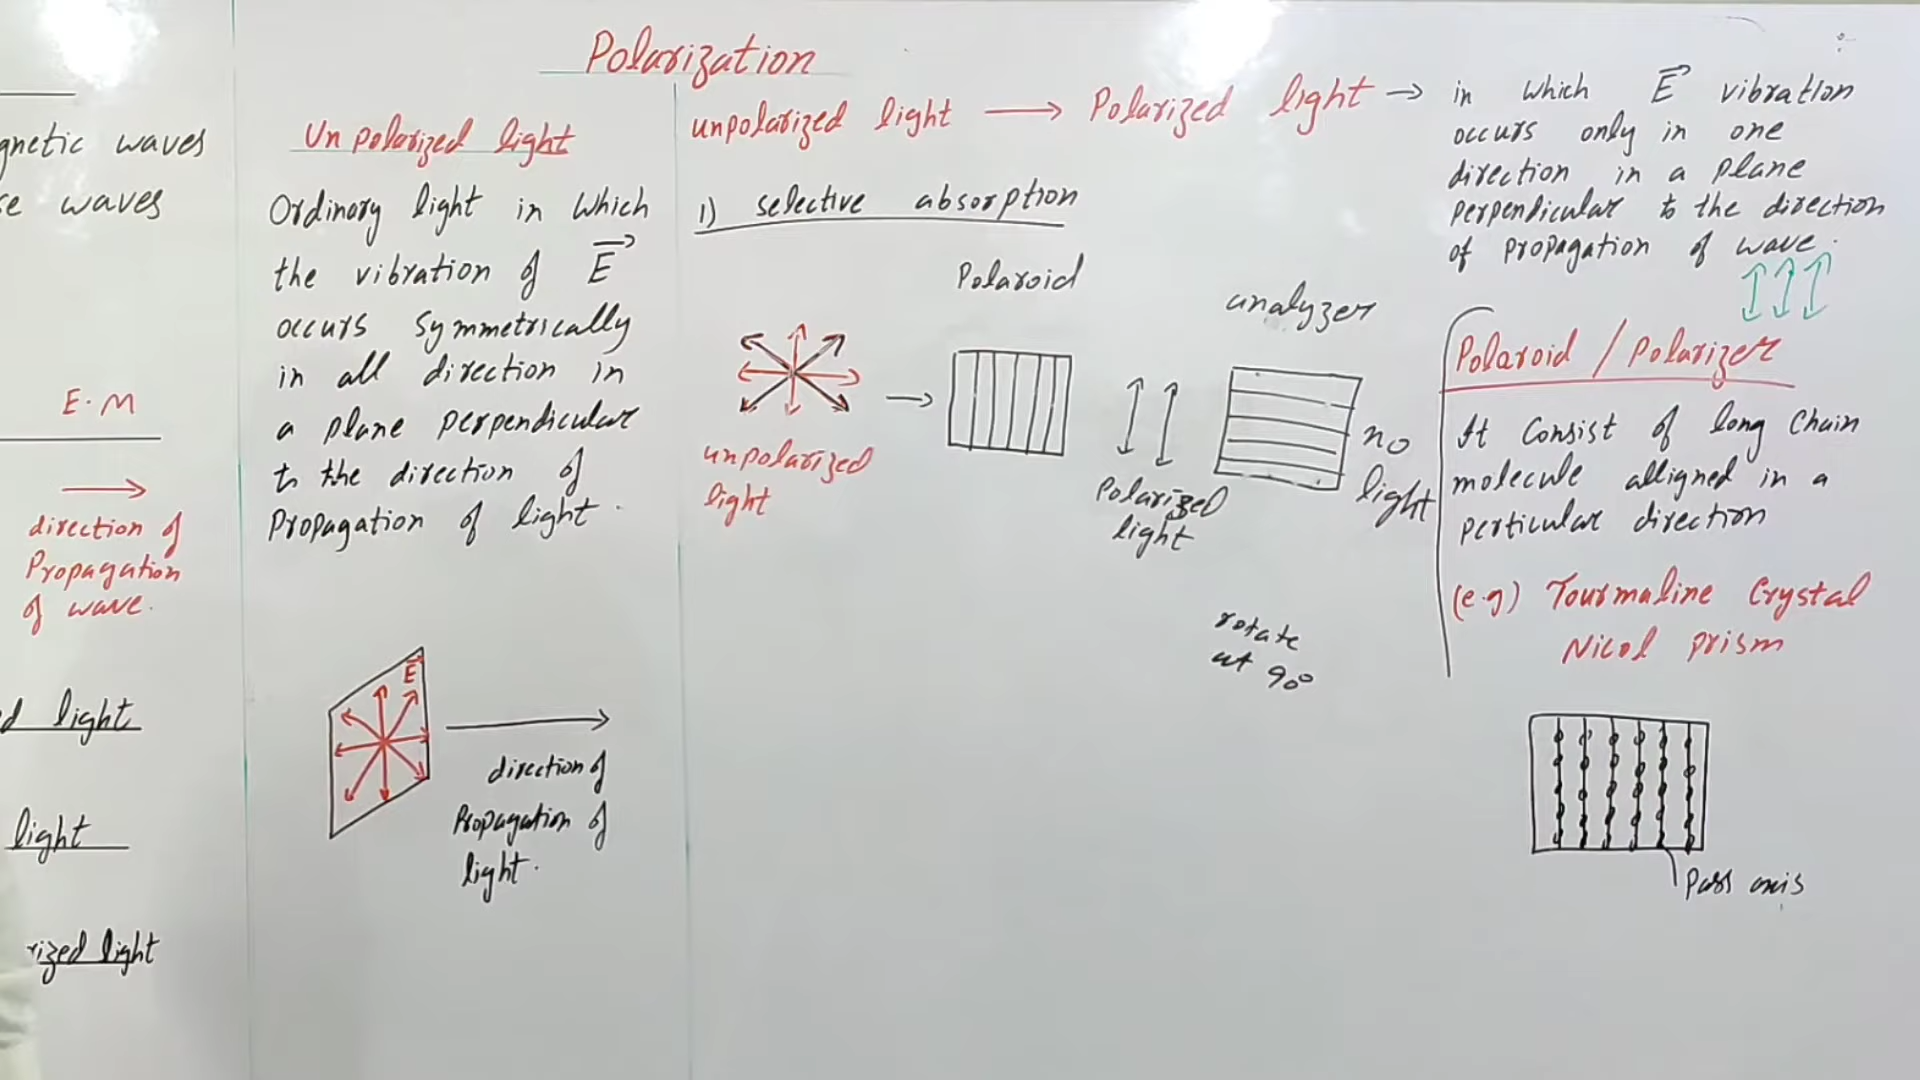 Polarization
gnetic waves
se waves
E.M
direction of
Propagation
of wave.
ed light
light
rized light
Unpolarized light
Ordinary light in which
the vibration of E
occurs symmetrically
in all direction in
a plane perpendicular
to the direction of
Propagation of light.
E
direction of
Propagation of
light.
unpolarized light → Polarized light →
1) selective absorption
Polaroid
analyzer
unpolarized
light
Polarized
light
no
light
rotate
at 90°
in which E vibration
occurs only in one
direction in a plane
perpendicular to the direction
of propagation of wave.
Polaroid / Polarizer
It consist of long chain
molecule alligned in a
perticular direction
(e.g) Tourmaline Crystal
Nicol prism
Pass axis